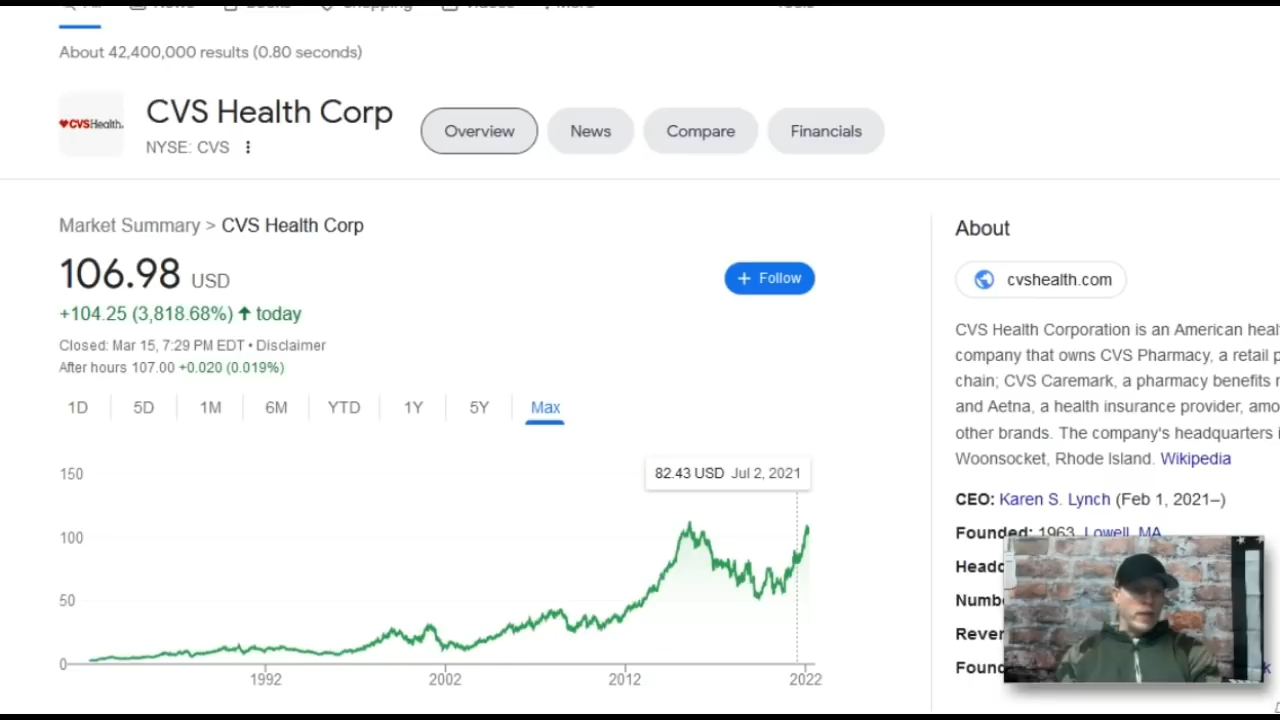 About 42,400,000 results (0.80 seconds)
CVSHealth.
CVS Health Corp
NYSE: CVS
Overview
News
Compare
Financials
Market Summary > CVS Health Corp
106.98 USD
+ Follow
+104.25 (3,818.68%) ↑ today
Closed: Mar 15, 7:29 PM EDT • Disclaimer
After hours 107.00 +0.020 (0.019%)
1D 5D 1M 6M YTD 1Y 5Y Max
82.43 USD Jul 2, 2021
150
100
50
0
1992 2002 2012 2022
About
cvshealth.com
CVS Health Corporation is an American heal
company that owns CVS Pharmacy, a retail p
chain; CVS Caremark, a pharmacy benefits
and Aetna, a health insurance provider, amo
other brands. The company's headquarters i
Woonsocket, Rhode Island. Wikipedia
CEO: Karen S. Lynch (Feb 1, 2021–)
Founded: 1963, Lowell, MA
Head
Numb
Rever
Found